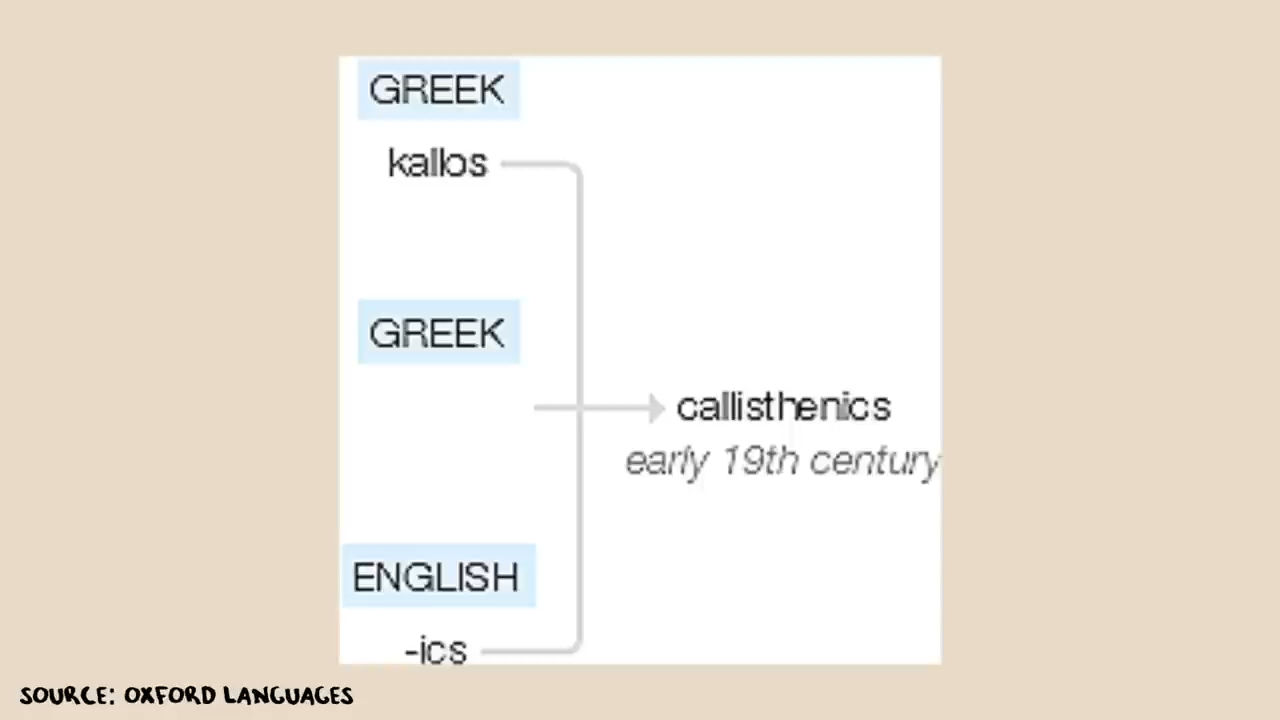 GREEK
kallos
GREEK
callisthenics
early 19th century
ENGLISH
-ics
SOURCE: OXFORD LANGUAGES